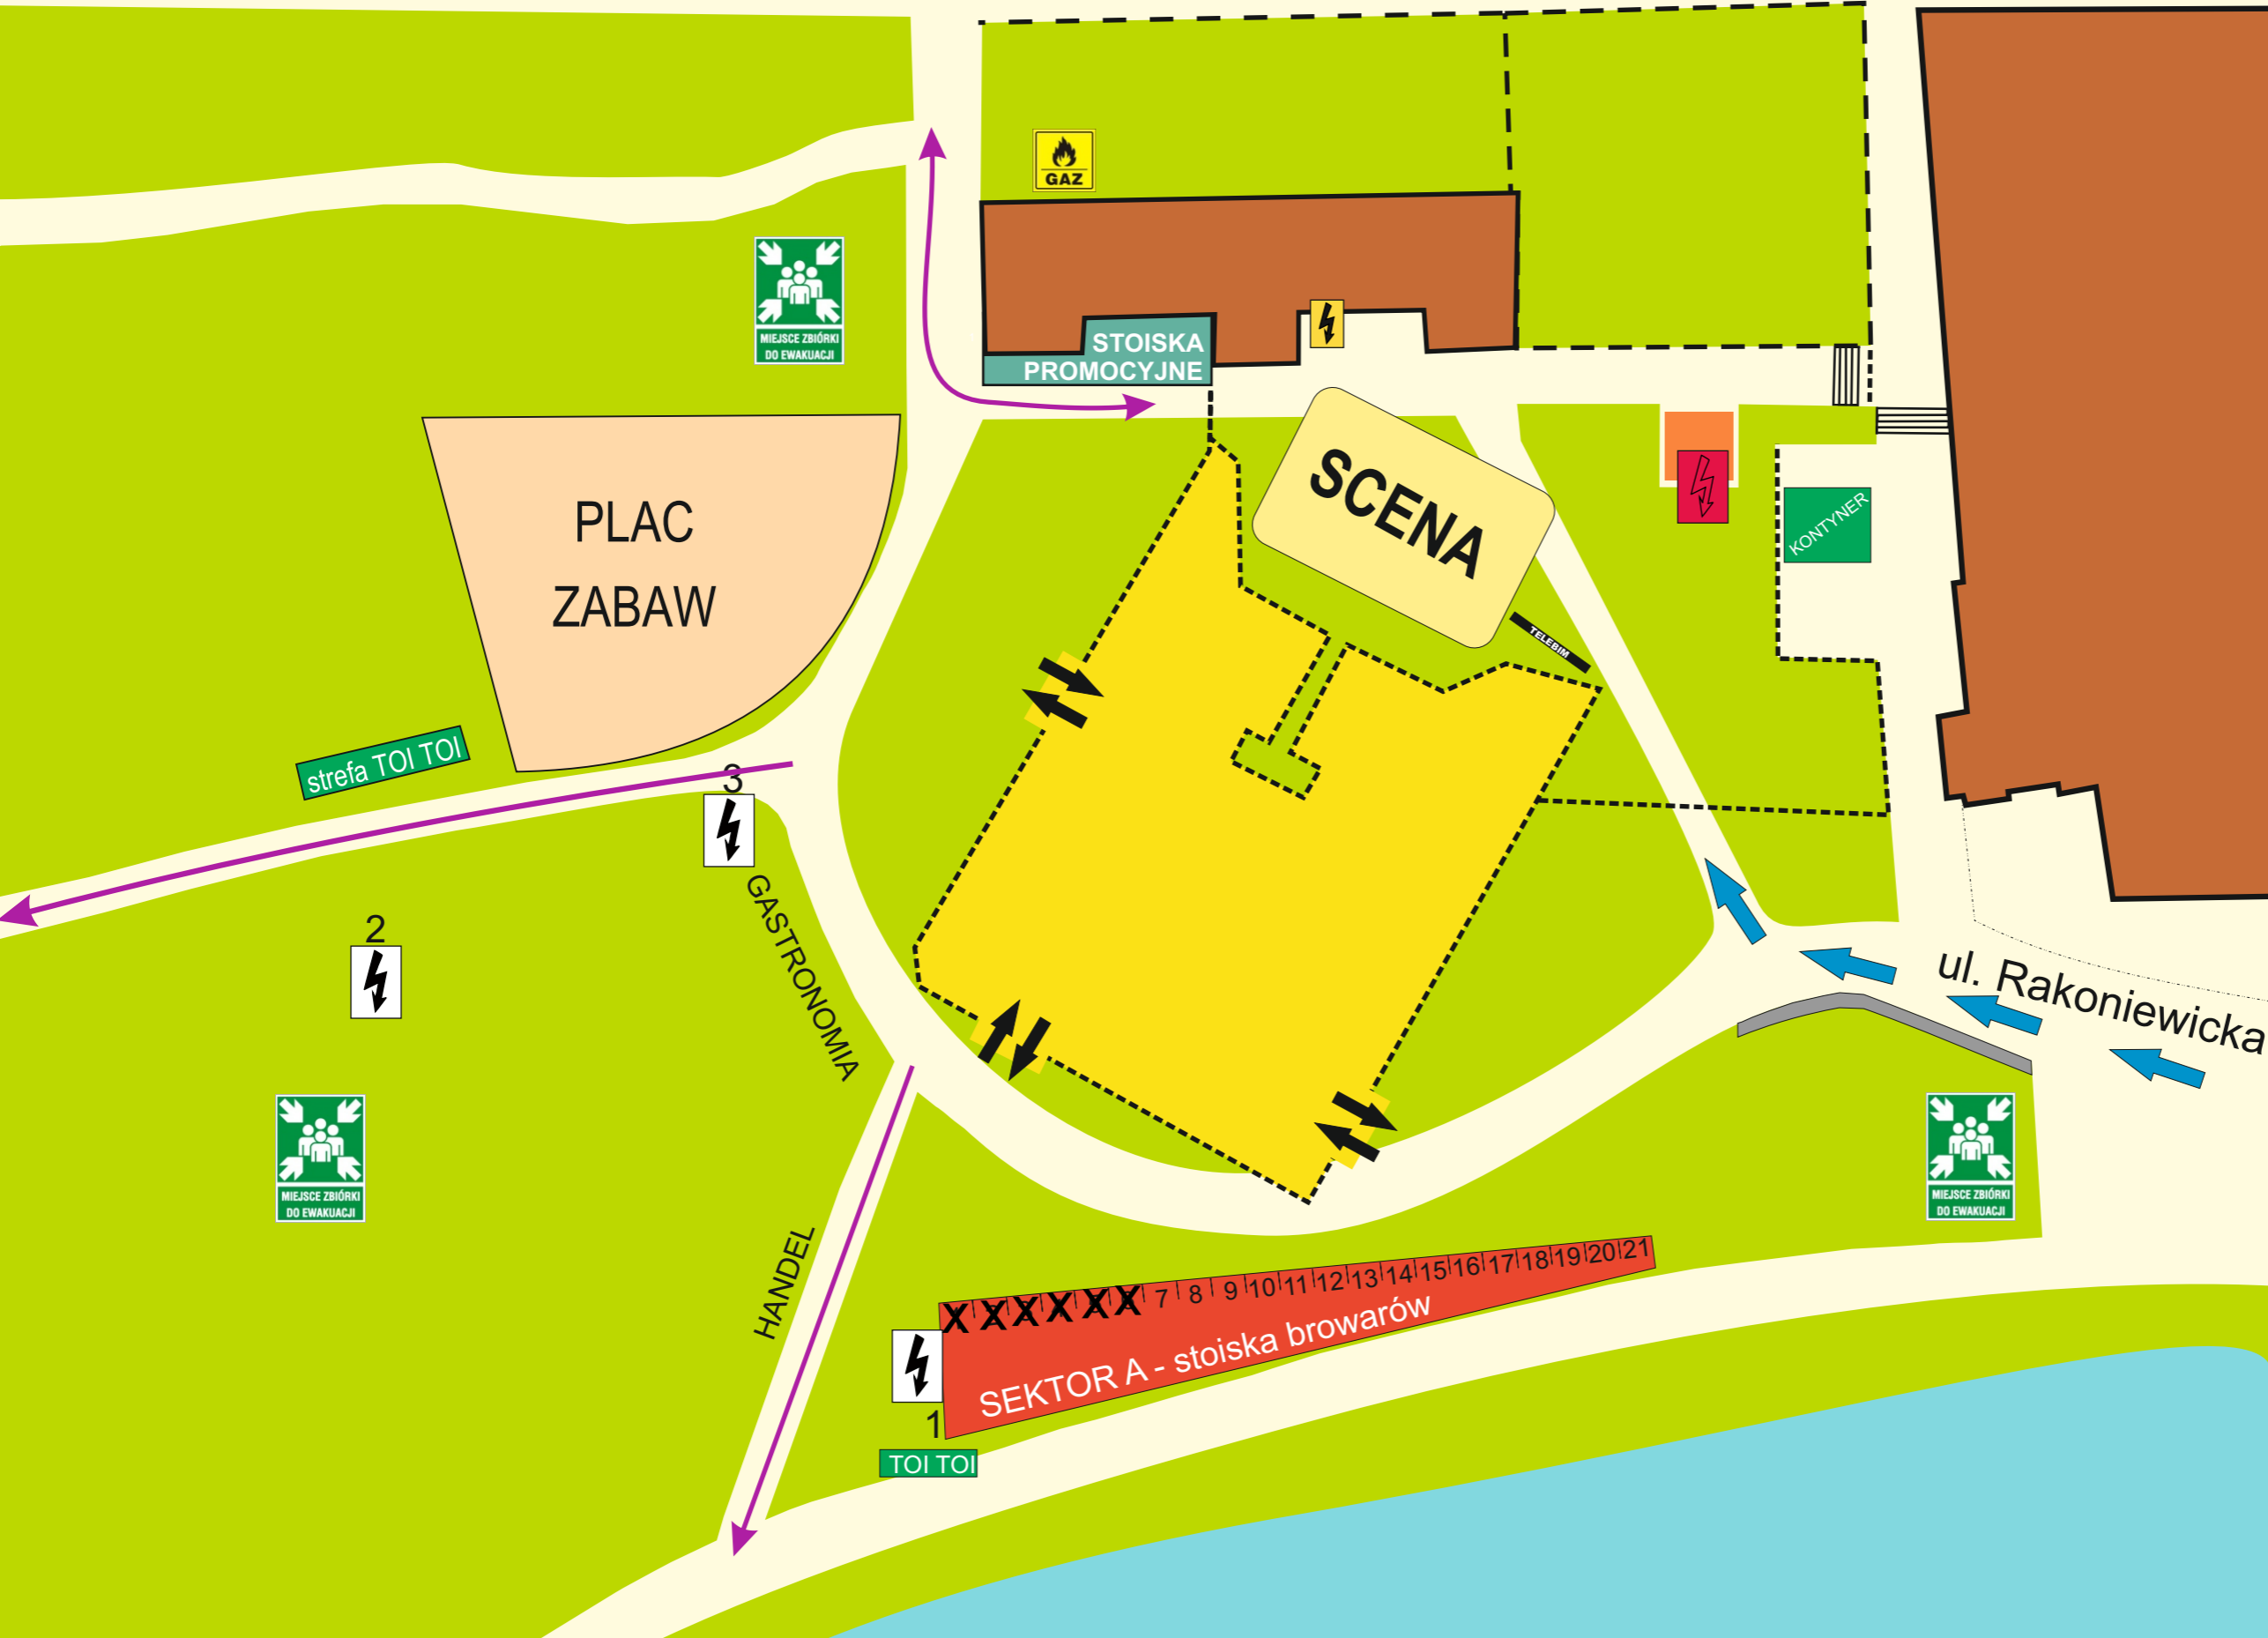 GAZ
MIEJSCE ZBIÓRKI
DO EWAKUACJI
STOISKA
PROMOCYJNE
SCENA
KONTYNER
PLAC
ZABAW
TELEBIM
strefa TOI TOI
3
2
GASTRONOMIA
ul. Rakoniewicka
MIEJSCE ZBIÓRKI
DO EWAKUACJI
MIEJSCE ZBIÓRKI
DO EWAKUACJI
HANDEL
X X X X X X 7 8 9 10 11 12 13 14 15 16 17 18 19 20 21
SEKTOR A - stoiska browarów
1
TOI TOI